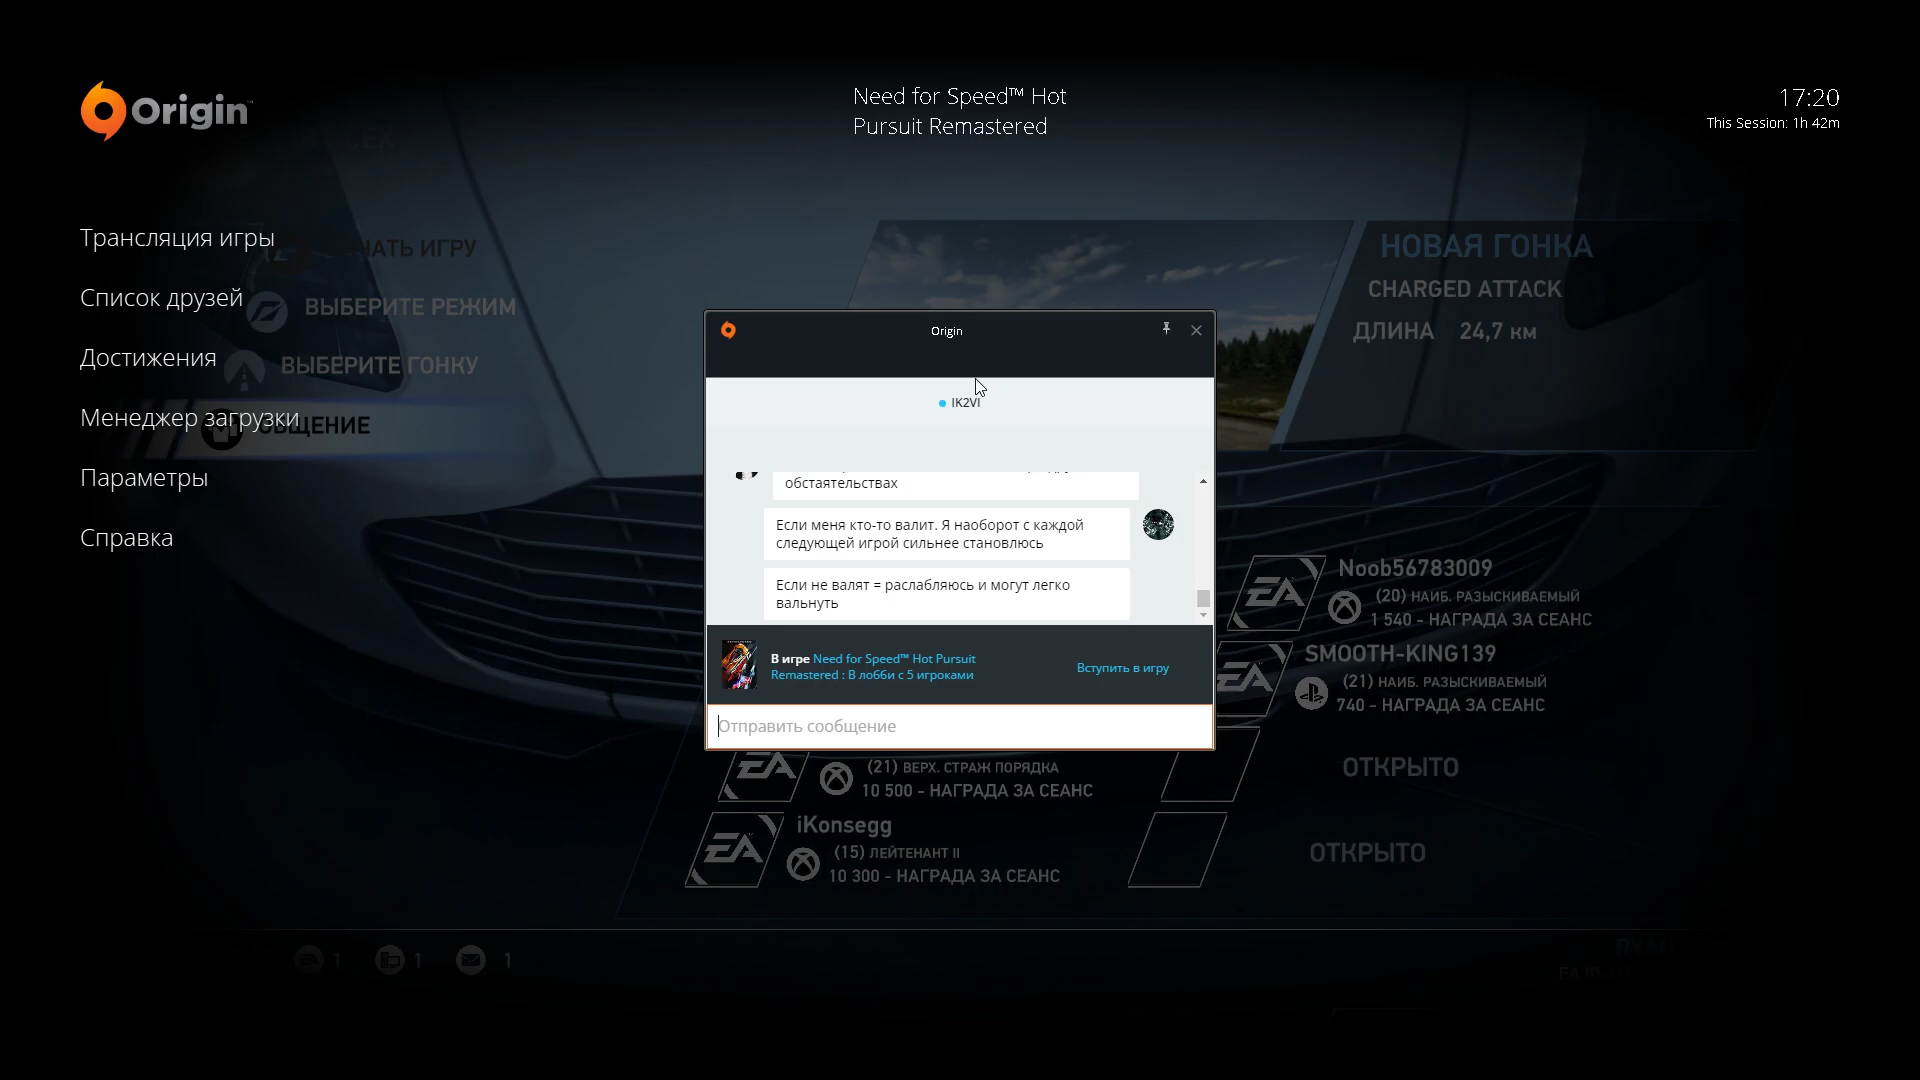 Origin
Need for Speed™ Hot
Pursuit Remastered
17:20
This Session: 1h 42m
Трансляция игры
Список друзей
Достижения
Менеджер загрузки
Параметры
Справка
ВЫБЕРИТЕ РЕЖИМ
ВЫБЕРИТЕ ГОНКУ
НОВАЯ ГОНКА
CHARGED ATTACK
ДЛИНА 24,7 км
Origin
IK2VI
обстаятельствах
Если меня кто-то валит. Я наоборот с каждой
следующей игрой сильнее становлюсь
Если не валят = раслабляюсь и могут легко
вальнуть
В игре Need for Speed™ Hot Pursuit
Remastered : В лобби с 5 игроками
Вступить в игру
Отправить сообщение
EA
Noob56783009
(20) НАИБ. РАЗЫСКИВАЕМЫЙ
1 540 - НАГРАДА ЗА СЕАНС
EA
SMOOTH-KING139
(21) НАИБ. РАЗЫСКИВАЕМЫЙ
740 - НАГРАДА ЗА СЕАНС
EA
(21) ВЕРХ. СТРАЖ ПОРЯДКА
10 500 - НАГРАДА ЗА СЕАНС
ОТКРЫТО
EA
iKonsegg
(15) ЛЕЙТЕНАНТ II
10 300 - НАГРАДА ЗА СЕАНС
ОТКРЫТО
1
1
1